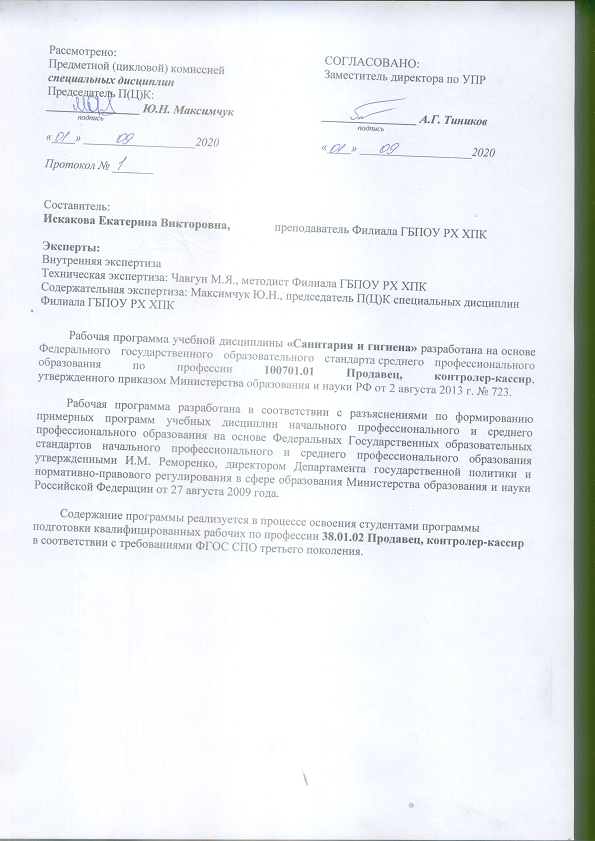 Рассмотрено:
Предметной (цикловой) комиссией
специальных дисциплин
Председатель П(Ц)К:
Ю.Н. Максимчук
подпись
« 01 » 09 2020
Протокол № 1
СОГЛАСОВАНО:
Заместитель директора по УПР
А.Г. Тиников
подпись
« 01 » 09 2020
Составитель:
Искакова Екатерина Викторовна, преподаватель Филиала ГБПОУ РХ ХПК
Эксперты:
Внутренняя экспертиза
Техническая экспертиза: Чавгун М.Я., методист Филиала ГБПОУ РХ ХПК
Содержательная экспертиза: Максимчук Ю.Н., председатель П(Ц)К специальных дисциплин
Филиала ГБПОУ РХ ХПК
Рабочая программа учебной дисциплины «Санитария и гигиена» разработана на основе
Федерального государственного образовательного стандарта среднего профессионального
образования по профессии 100701.01 Продавец, контролер-кассир,
утвержденного приказом Министерства образования и науки РФ от 2 августа 2013 г. № 723.
Рабочая программа разработана в соответствии с разъяснениями по формированию
примерных программ учебных дисциплин начального профессионального и среднего
профессионального образования на основе Федеральных Государственных образовательных
стандартов начального профессионального и среднего профессионального образования
утвержденными И.М. Реморенко, директором Департамента государственной политики и
нормативно-правового регулирования в сфере образования Министерства образования и науки
Российской Федерации от 27 августа 2009 года.
Содержание программы реализуется в процессе освоения студентами программы
подготовки квалифицированных рабочих по профессии 38.01.02 Продавец, контролер-кассир
в соответствии с требованиями ФГОС СПО третьего поколения.